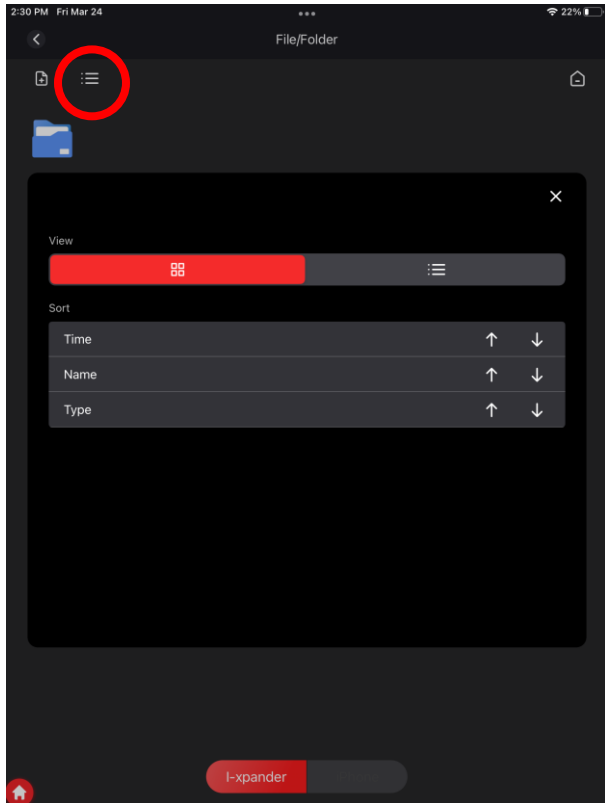 2:30 PM Fri Mar 24
22%
File/Folder
View
Sort
Time
Name
Type
I-xpander